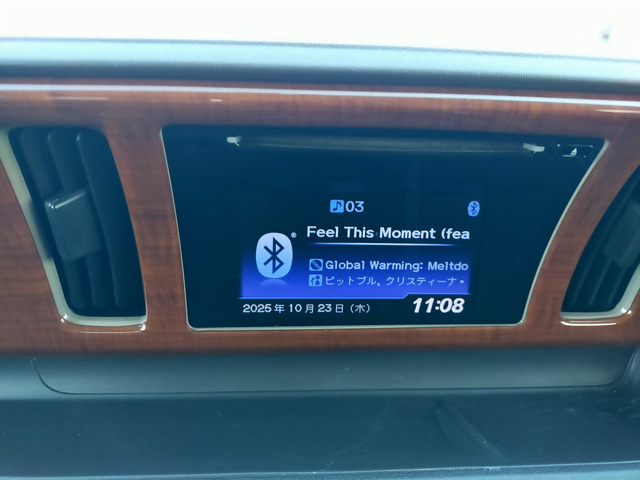 03
Feel This Moment (fea
Global Warming: Meltdo
ピットブル, クリスティーナ・
2025年10月23日 (木)
11:08